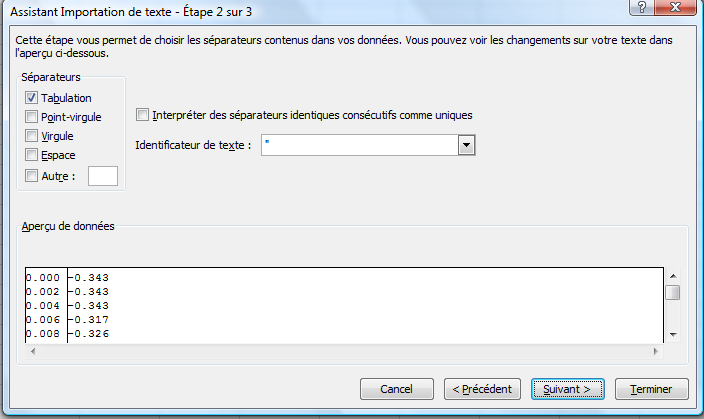 Assistant Importation de texte - Étape 2 sur 3
?
Cette étape vous permet de choisir les séparateurs contenus dans vos données. Vous pouvez voir les changements sur votre texte dans
l'aperçu ci-dessous.
Séparateurs
Tabulation
Point-virgule
Virgule
Espace
Autre :
Interpréter des séparateurs identiques consécutifs comme uniques
Identificateur de texte : "
Aperçu de données
0.000 -0.343
0.002 -0.343
0.004 -0.343
0.006 -0.317
0.008 -0.326
Cancel < Précédent Suivant > Terminer